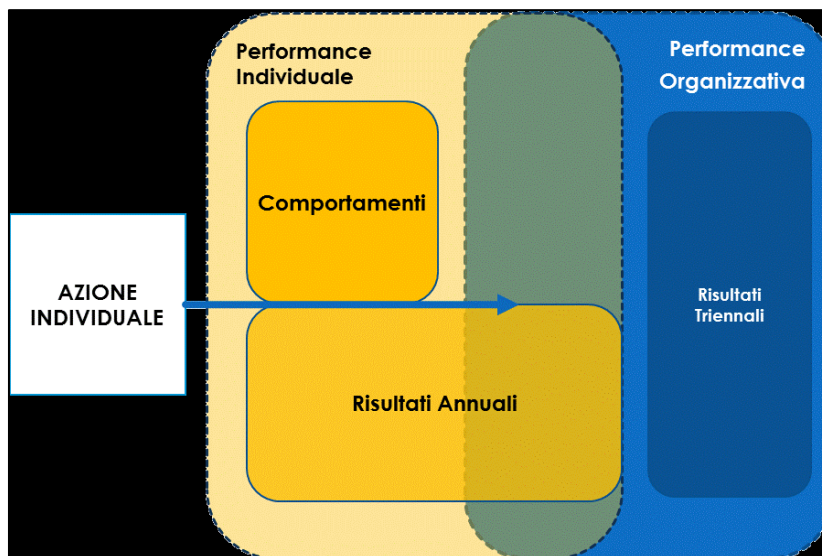 Performance
Individuale
Performance
Organizzativa
Comportamenti
AZIONE
INDIVIDUALE
Risultati
Triennali
Risultati Annuali